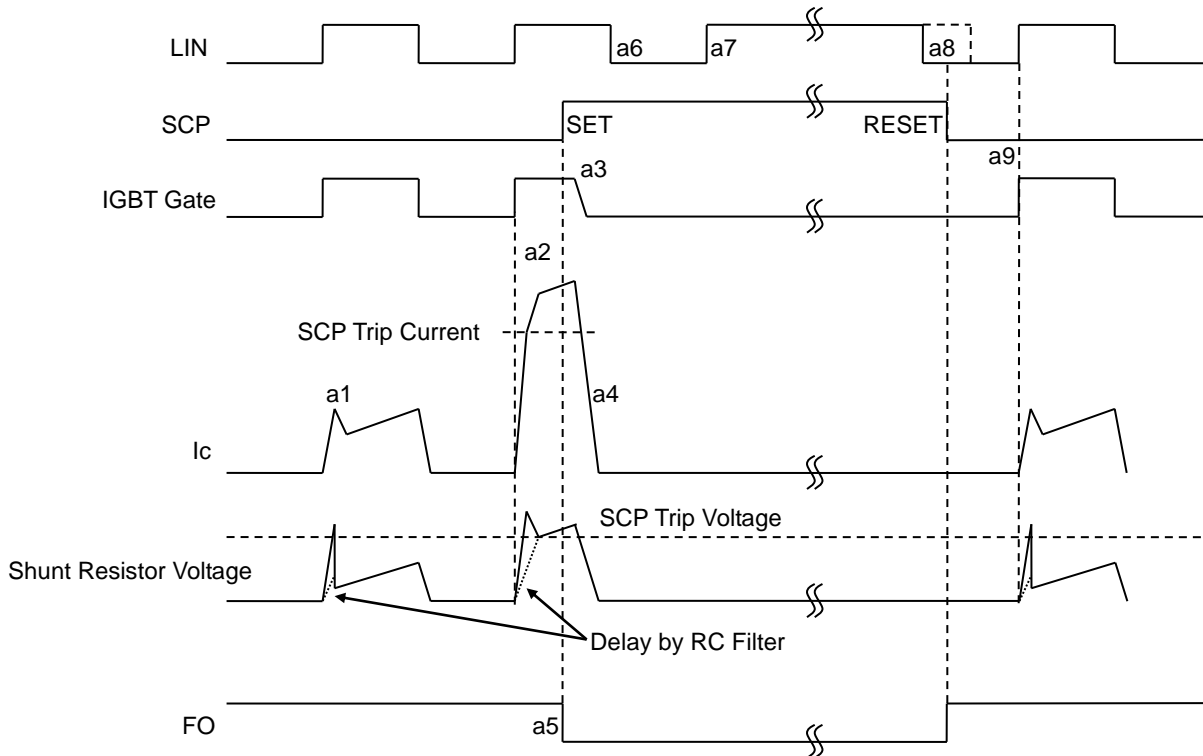 LIN
a6
a7
a8
SCP
SET
RESET
a3
a9
IGBT Gate
a2
SCP Trip Current
a1
a4
Ic
SCP Trip Voltage
Shunt Resistor Voltage
Delay by RC Filter
FO
a5